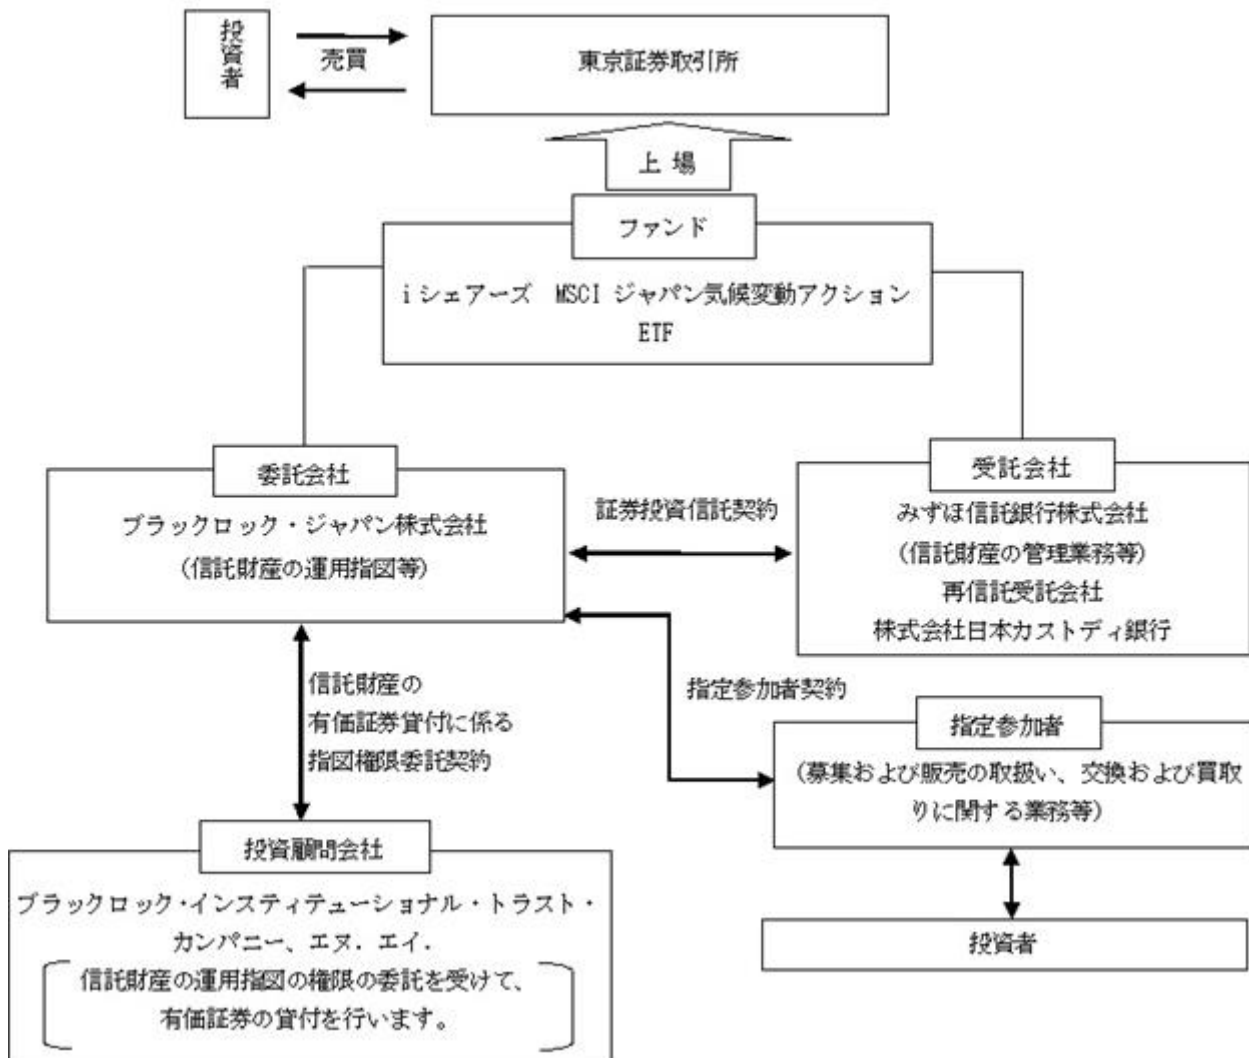 投資者
売買
東京証券取引所
上 場
ファンド
i シェアーズ　MSCI ジャパン気候変動アクション
ETF
委託会社
ブラックロック・ジャパン株式会社
(信託財産の運用指図等)
証券投資信託契約
受託会社
みずほ信託銀行株式会社
(信託財産の管理業務等)
再信託受託会社
株式会社日本カストディ銀行
信託財産の
有価証券貸付に係る
指図権限委託契約
指定参加者契約
指定参加者
(募集および販売の取扱い、交換および買取
りに関する業務等)
投資顧問会社
ブラックロック・インスティテューショナル・トラスト・
カンパニー、エヌ．エイ．
信託財産の運用指図の権限の委託を受けて、
有価証券の貸付を行います。
投資者